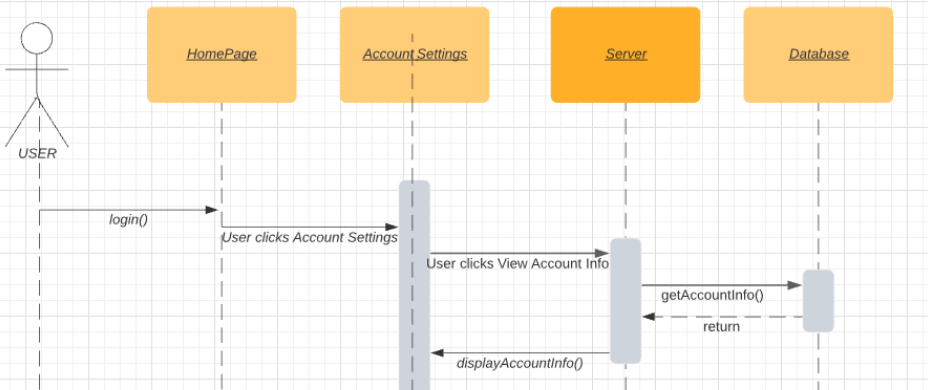 HomePage
Account Settings
Server
Database
USER
login()
User clicks Account Settings
User clicks View Account Info
getAccountInfo()
return
displayAccountInfo()